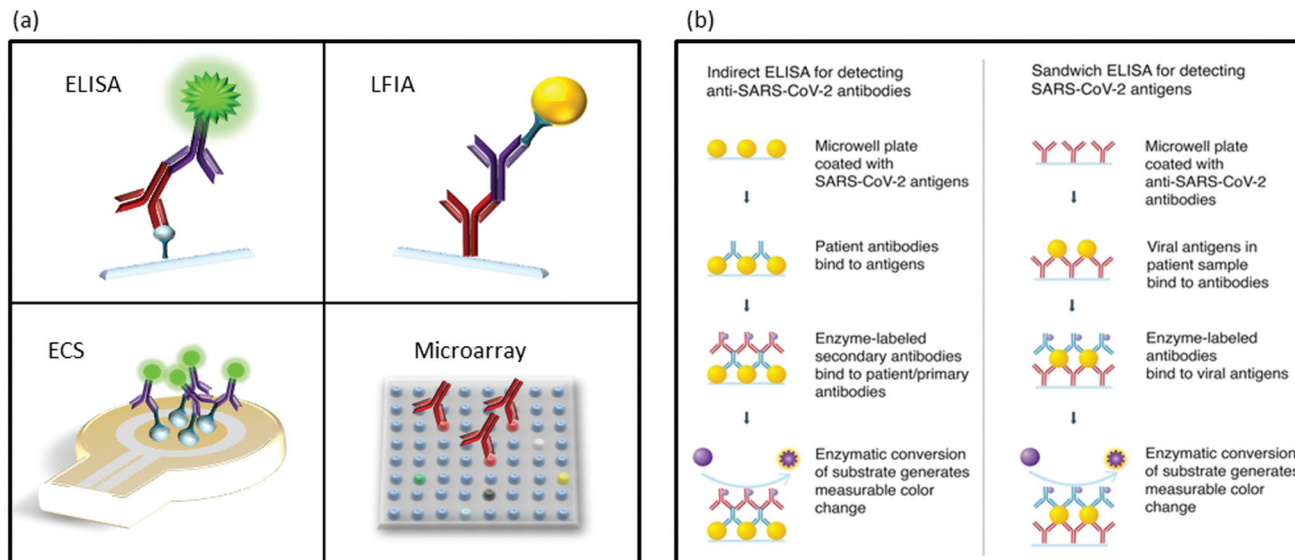 (a)
ELISA
LFIA
ECS
Microarray
(b)
Indirect ELISA for detecting
anti-SARS-CoV-2 antibodies
Microwell plate
coated with
SARS-CoV-2 antigens
Patient antibodies
bind to antigens
Enzyme-labeled
secondary antibodies
bind to patient/primary
antibodies
Enzymatic conversion
of substrate generates
measurable color
change
Sandwich ELISA for detecting
SARS-CoV-2 antigens
Microwell plate
coated with
anti-SARS-CoV-2
antibodies
Viral antigens in
patient sample
bind to antibodies
Enzyme-labeled
antibodies
bind to viral antigens
Enzymatic conversion
of substrate generates
measurable color
change